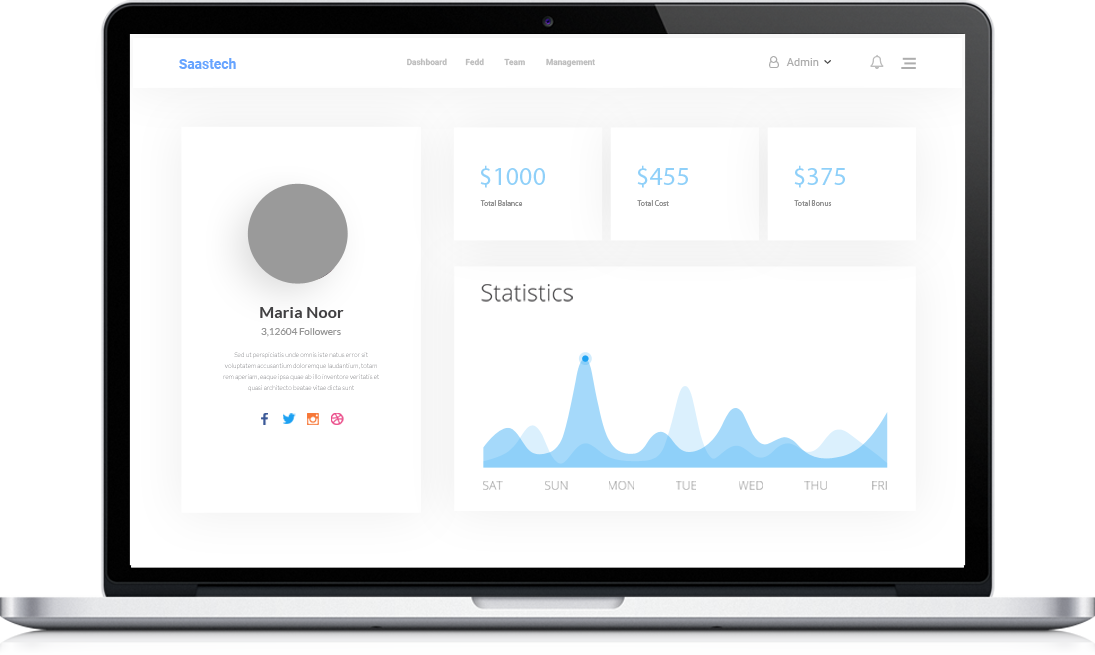 Saastech
Dashboard Fedd Team Management
Admin
Maria Noor
3,12604 Followers
Sed ut perspiciatis unde omnis iste natus error sit
voluptatem accusantium doloremque laudantium, totam
rem aperiam, eaque ipsa quae ab illo inventore veritatis et
quasi architecto beatae vitae dicta sunt
$1000
Total Balance
$455
Total Cost
$375
Total Bonus
Statistics
SAT SUN MON TUE WED THU FRI